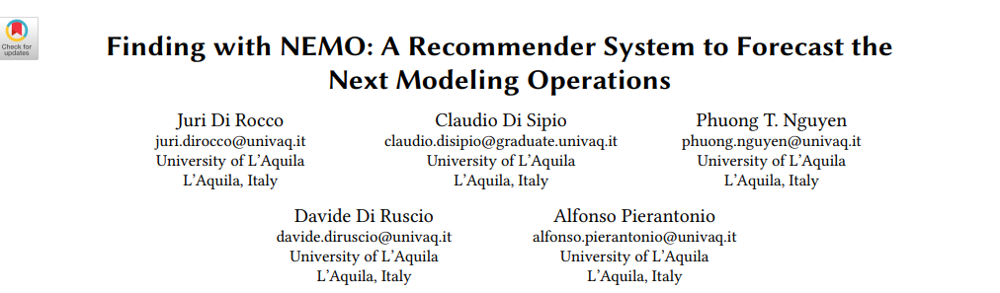 Check for
updates
Finding with NEMO: A Recommender System to Forecast the
Next Modeling Operations
Juri Di Rocco
juri.dirocco@univaq.it
University of L'Aquila
L'Aquila, Italy
Claudio Di Sipio
claudio.disipio@graduate.univaq.it
University of L'Aquila
L'Aquila, Italy
Phuong T. Nguyen
phuong.nguyen@univaq.it
University of L'Aquila
L'Aquila, Italy
Davide Di Ruscio
davide.diruscio@univaq.it
University of L'Aquila
L'Aquila, Italy
Alfonso Pierantonio
alfonso.pierantonio@univaq.it
University of L'Aquila
L'Aquila, Italy